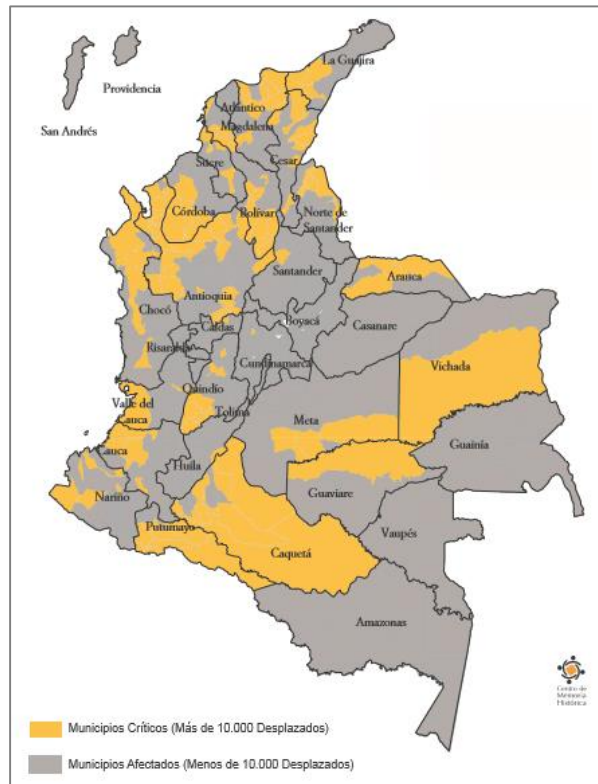 La Guajira
Providencia
San Andrés
Atlántico
Magdalena
Cesar
Sucre
Córdoba
Bolívar
Norte de
Santander
Santander
Arauca
Antioquia
Chocó
Boyacá
Casanare
Caldas
Risaralda
Cundinamarca
Vichada
Quindío
Valle del
Cauca
Tolima
Meta
Guainía
Cauca
Huila
Guaviare
Nariño
Vaupés
Putumayo
Caquetá
Amazonas
Centro de
Memoria
Histórica
Municipios Críticos (Más de 10.000 Desplazados)
Municipios Afectados (Menos de 10.000 Desplazados)